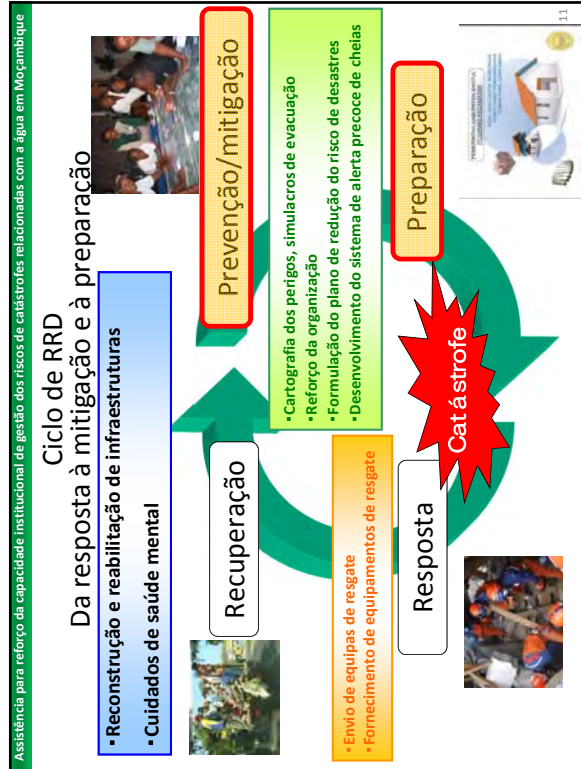 Assistência para reforço da capacidade institucional de gestão dos riscos de catástrofes relacionadas com a água em Moçambique
Ciclo de RRD
Da resposta à mitigação e à preparação
▪Reconstrução e reabilitação de infraestruturas
▪Cuidados de saúde mental
Prevenção/mitigação
Recuperação
▪Cartografia dos perigos, simulacros de evacuação
▪Reforço da organização
▪Formulação do plano de redução do risco de desastres
▪Desenvolvimento do sistema de alerta precoce de cheias
▪Envio de equipas de resgate
▪Fornecimento de equipamentos de resgate
Preparação
Catástrofe
Resposta
11